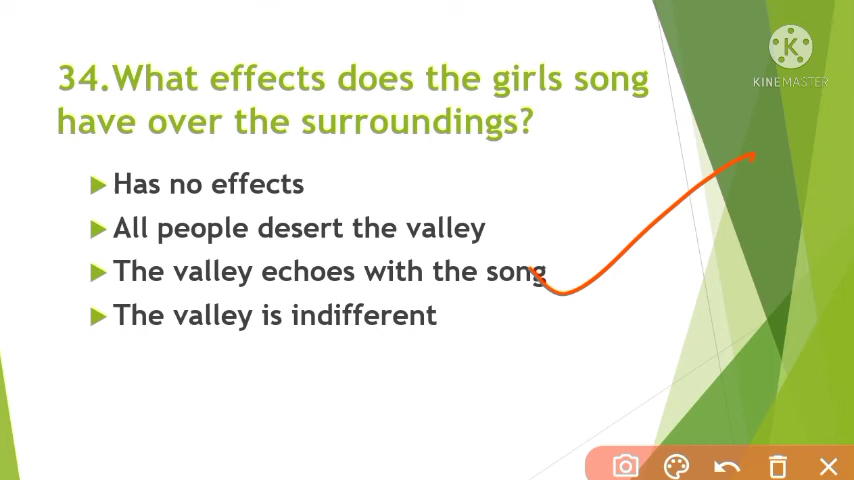 34.What effects does the girls song
have over the surroundings?
Has no effects
All people desert the valley
The valley echoes with the song
The valley is indifferent
K
KINEMASTER